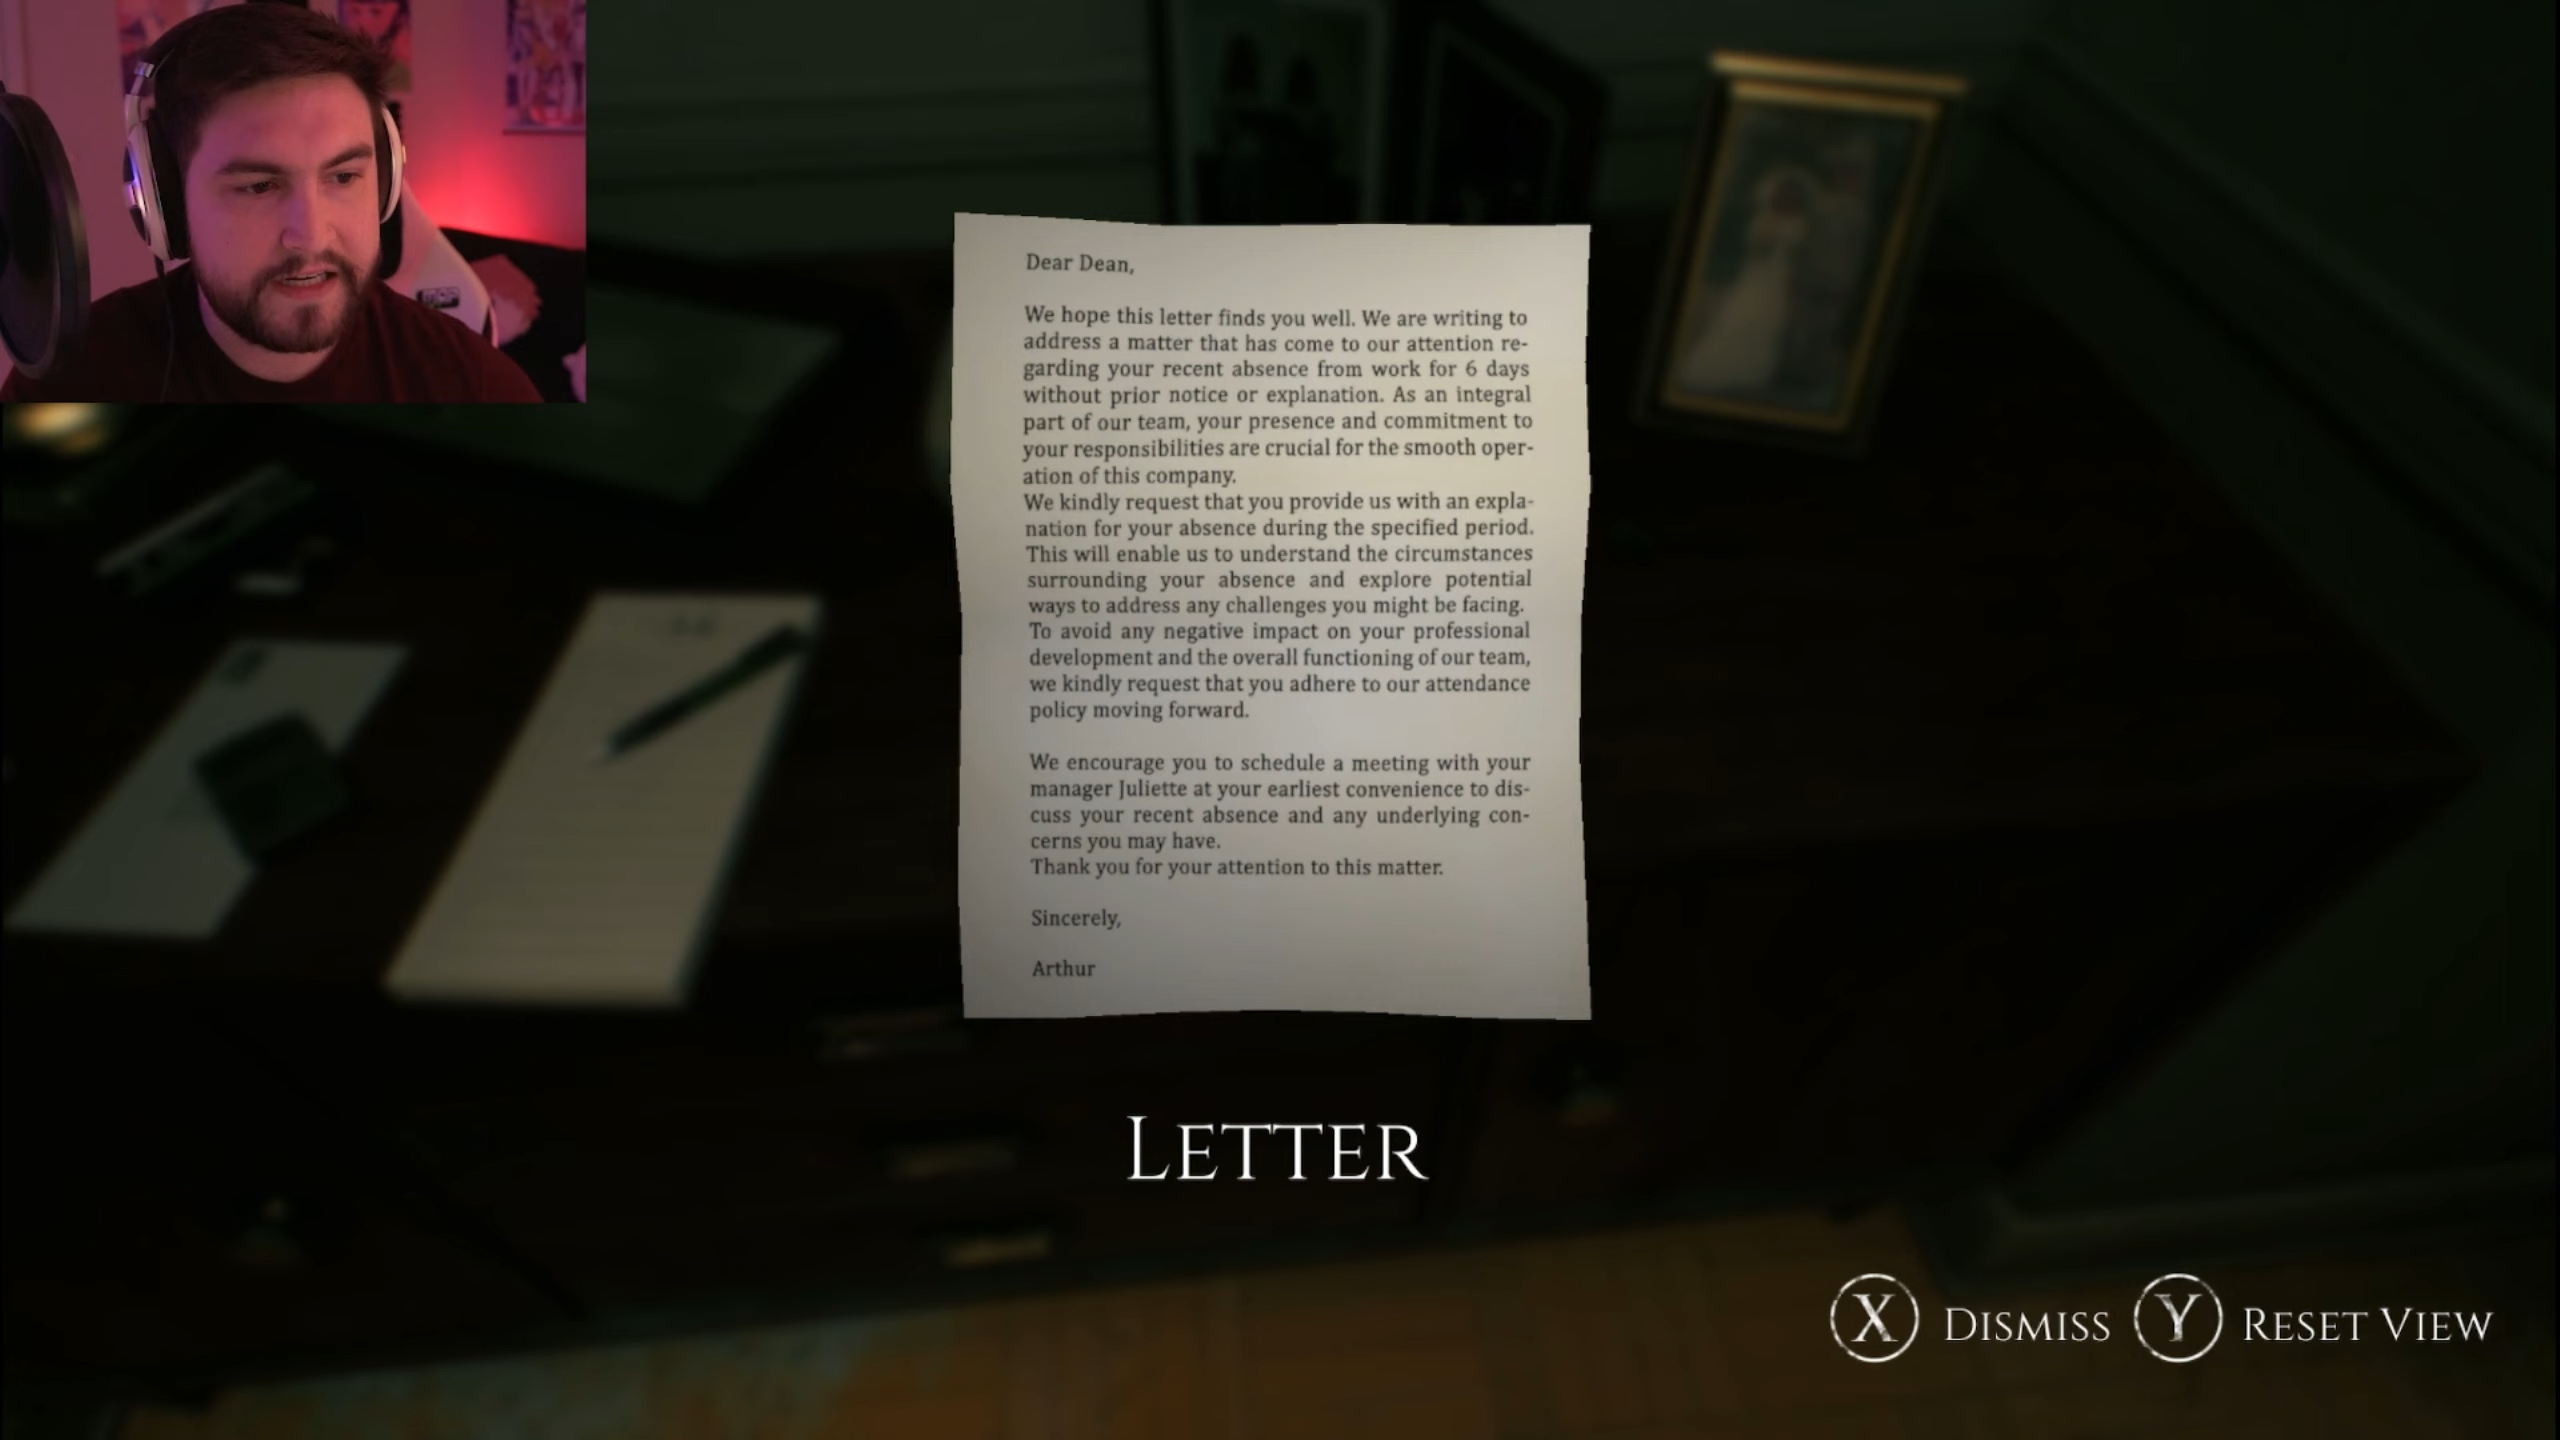 Dear Dean,
We hope this letter finds you well. We are writing to
address a matter that has come to our attention re-
garding your recent absence from work for 6 days
without prior notice or explanation. As an integral
part of our team, your presence and commitment to
your responsibilities are crucial for the smooth oper-
ation of this company.
We kindly request that you provide us with an expla-
nation for your absence during the specified period.
This will enable us to understand the circumstances
surrounding your absence and explore potential
ways to address any challenges you might be facing.
To avoid any negative impact on your professional
development and the overall functioning of our team,
we kindly request that you adhere to our attendance
policy moving forward.
We encourage you to schedule a meeting with your
manager Juliette at your earliest convenience to dis-
cuss your recent absence and any underlying con-
cerns you may have.
Thank you for your attention to this matter.
Sincerely,
Arthur
LETTER
X DISMISS Y RESET VIEW